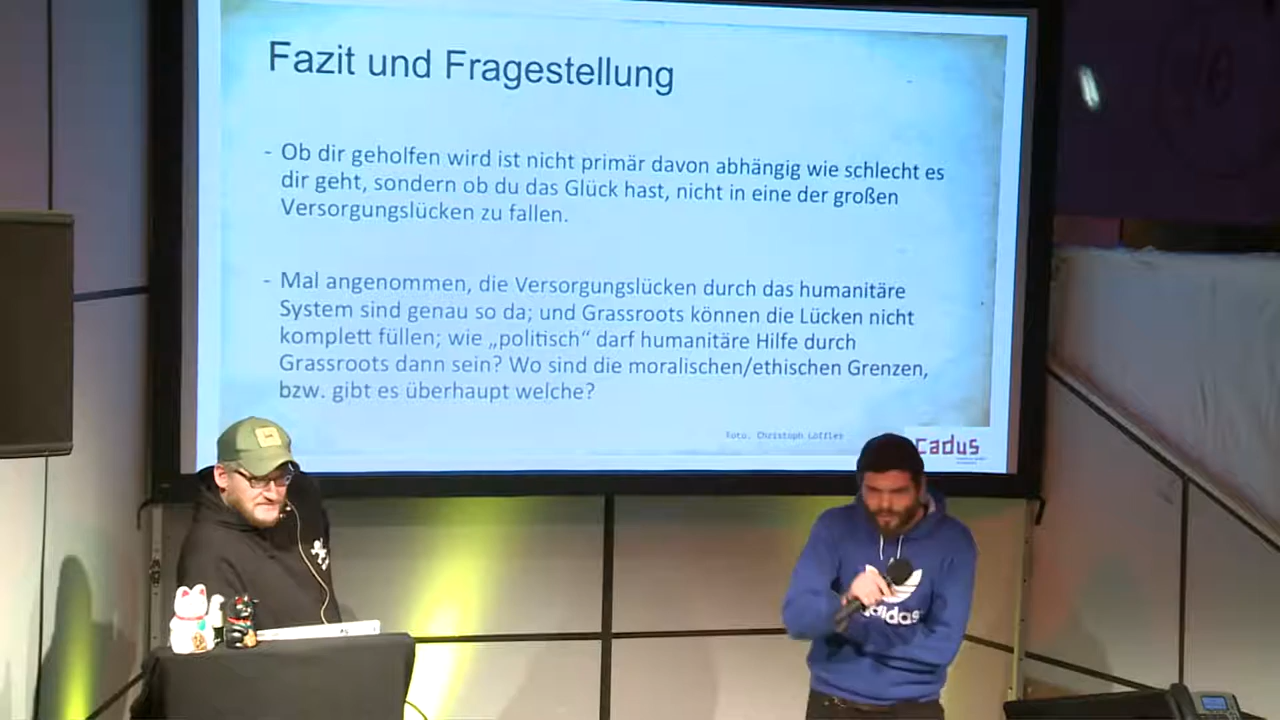 Fazit und Fragestellung
- Ob dir geholfen wird ist nicht primär davon abhängig wie schlecht es
dir geht, sondern ob du das Glück hast, nicht in eine der großen
Versorgungslücken zu fallen.
- Mal angenommen, die Versorgungslücken durch das humanitäre
System sind genau so da; und Grassroots können die Lücken nicht
komplett füllen; wie „politisch“ darf humanitäre Hilfe durch
Grassroots dann sein? Wo sind die moralischen/ethischen Grenzen,
bzw. gibt es überhaupt welche?
Foto: Christoph Löffler
cadus
adidas